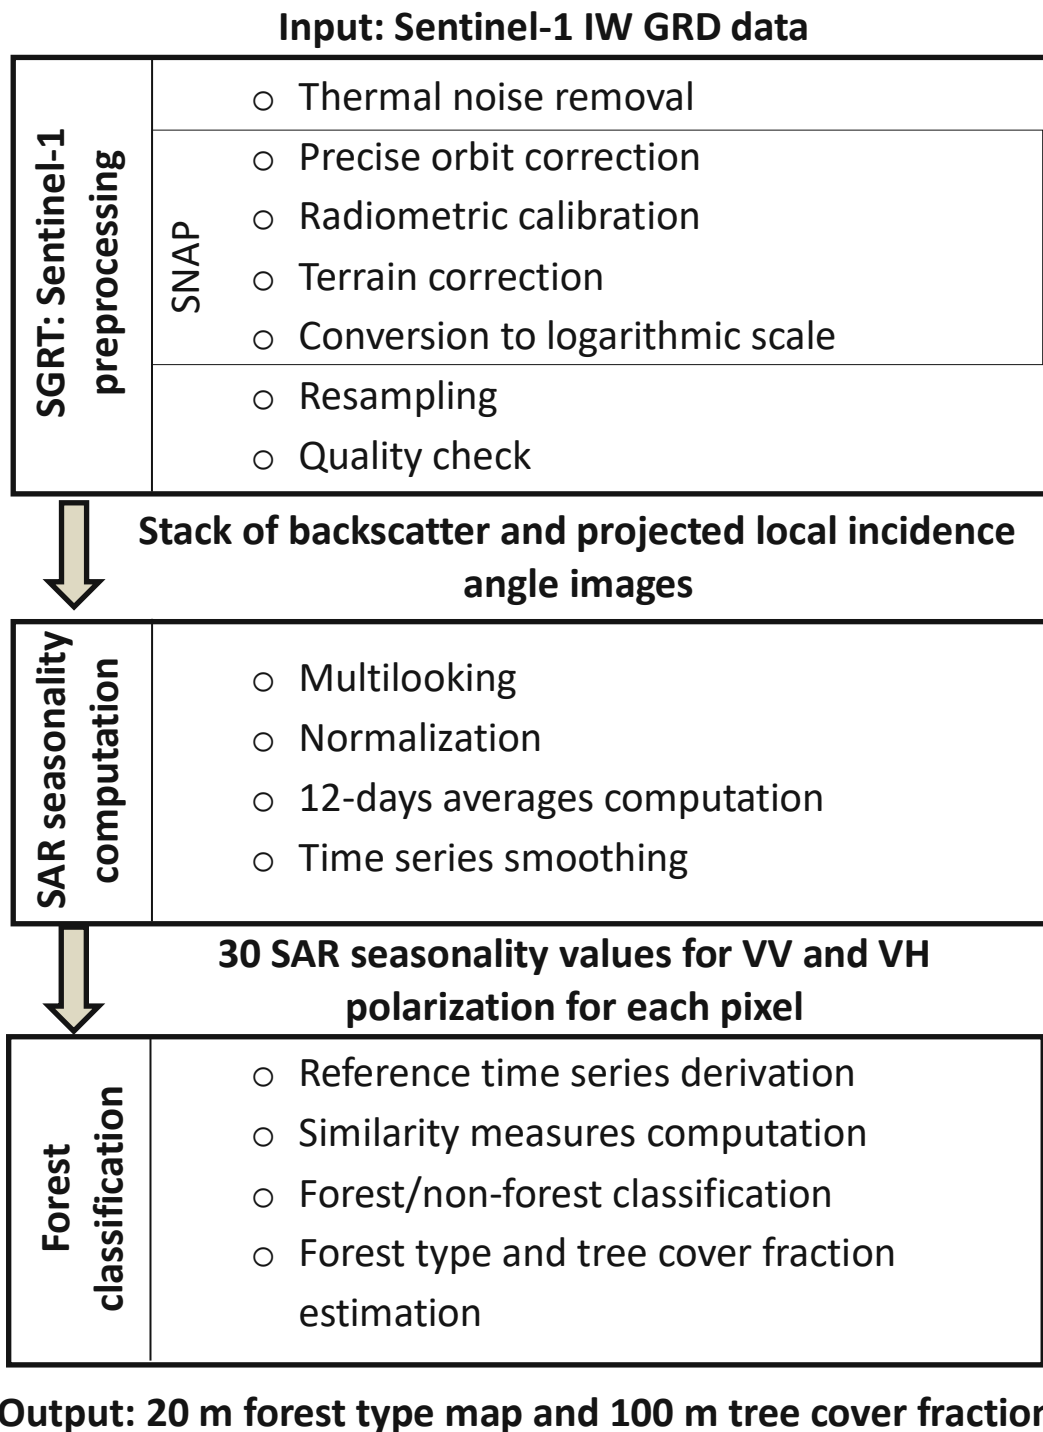 Input: Sentinel-1 IW GRD data
SGRT: Sentinel-1
preprocessing
○ Thermal noise removal
SNAP
○ Precise orbit correction
○ Radiometric calibration
○ Terrain correction
○ Conversion to logarithmic scale
○ Resampling
○ Quality check
Stack of backscatter and projected local incidence
angle images
SAR seasonality
computation
○ Multilooking
○ Normalization
○ 12-days averages computation
○ Time series smoothing
30 SAR seasonality values for VV and VH
polarization for each pixel
Forest
classification
○ Reference time series derivation
○ Similarity measures computation
○ Forest/non-forest classification
○ Forest type and tree cover fraction
estimation
Output: 20 m forest type map and 100 m tree cover fraction